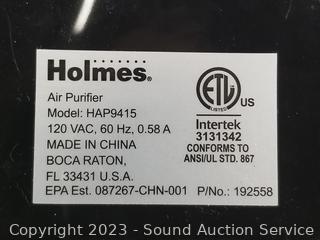 Holmes®
Air Purifier
Model: HAP9415
120 VAC, 60 Hz, 0.58 A
MADE IN CHINA
BOCA RATON,
FL 33431 U.S.A.
EPA Est. 087267-CHN-001
P/No.: 192558
ETL
LISTED
US
Intertek
3131342
CONFORMS TO
ANSI/UL STD. 867
Copyright 2023 - Sound Auction Service